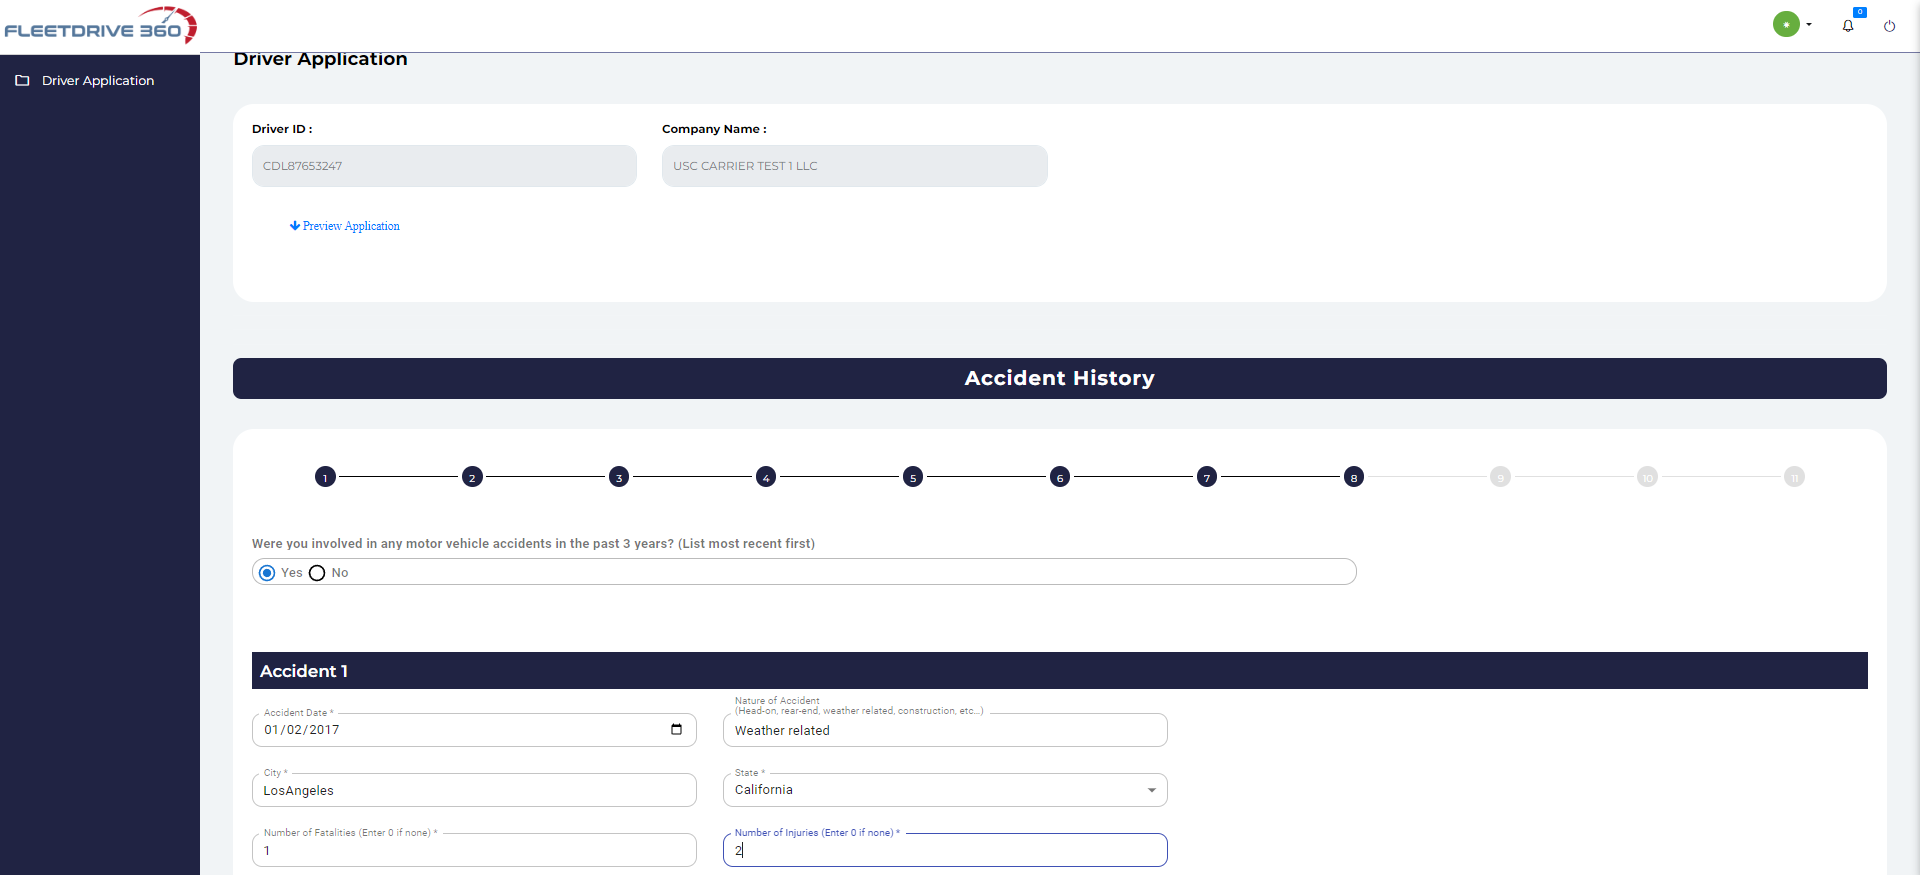 FLEETDRIVE 360
0
Driver Application
Driver Application
Driver ID :
Company Name :
CDL87653247
USC CARRIER TEST 1 LLC
Preview Application
Accident History
1 2 3 4 5 6 7 8 9 10 11
Were you involved in any motor vehicle accidents in the past 3 years? (List most recent first)
Yes No
Accident 1
Accident Date *
01/02/2017
Nature of Accident
(Head-on, rear-end, weather related, construction, etc...)
Weather related
City *
LosAngeles
State *
California
Number of Fatalities (Enter 0 if none) *
1
Number of Injuries (Enter 0 if none) *
2